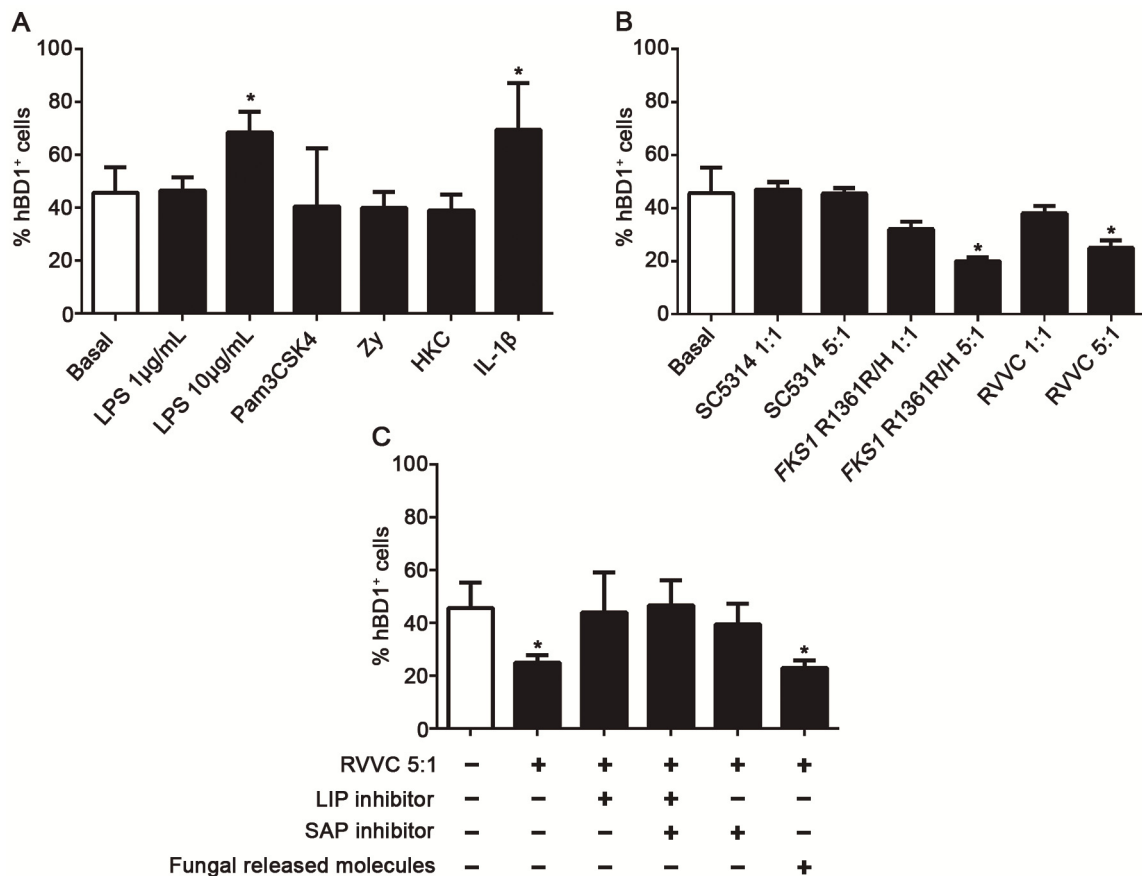 A
B
100
80
60
40
20
0
% hBD1+ cells
*
*
Basal
LPS 1µg/mL
LPS 10µg/mL
Pam3CSK4
Zy
HKC
IL-1β
100
80
60
40
20
0
% hBD1+ cells
*
*
Basal
SC5314 1:1
SC5314 5:1
FKS1 R1361R/H 1:1
FKS1 R1361R/H 5:1
RVVC 1:1
RVVC 5:1
C
100
80
60
40
20
0
% hBD1+ cells
*
*
RVVC 5:1 – + + + + +
LIP inhibitor – – + + – –
SAP inhibitor – – – + + –
Fungal released molecules – – – – – +